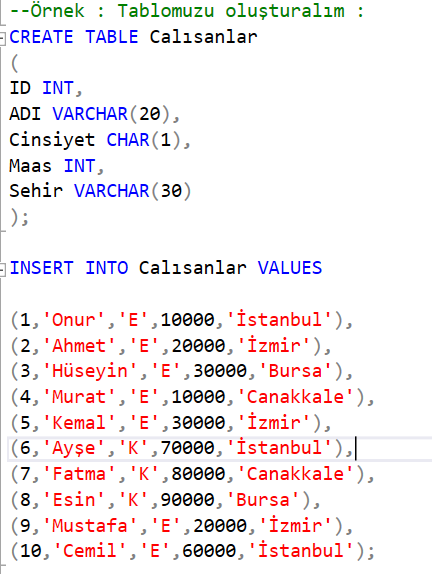 --Örnek : Tablomuzu oluşturalım :
CREATE TABLE Calısanlar
(
ID INT,
ADI VARCHAR(20),
Cinsiyet CHAR(1),
Maas INT,
Sehir VARCHAR(30)
);
INSERT INTO Calısanlar VALUES
(1,'Onur','E',10000,'İstanbul'),
(2,'Ahmet','E',20000,'İzmir'),
(3,'Hüseyin','E',30000,'Bursa'),
(4,'Murat','E',10000,'Canakkale'),
(5,'Kemal','E',30000,'İzmir'),
(6,'Ayşe','K',70000,'İstanbul'),
(7,'Fatma','K',80000,'Canakkale'),
(8,'Esin','K',90000,'Bursa'),
(9,'Mustafa','E',20000,'İzmir'),
(10,'Cemil','E',60000,'İstanbul');